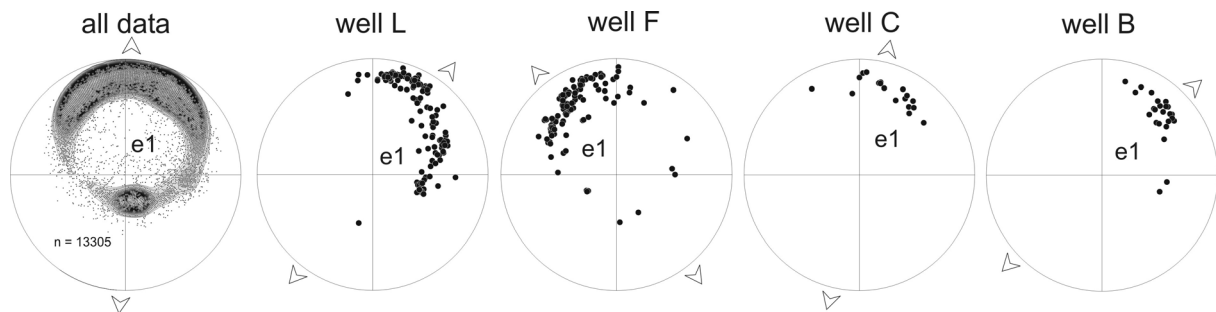 all data
well L
well F
well C
well B
e1
e1
e1
e1
e1
n = 13305